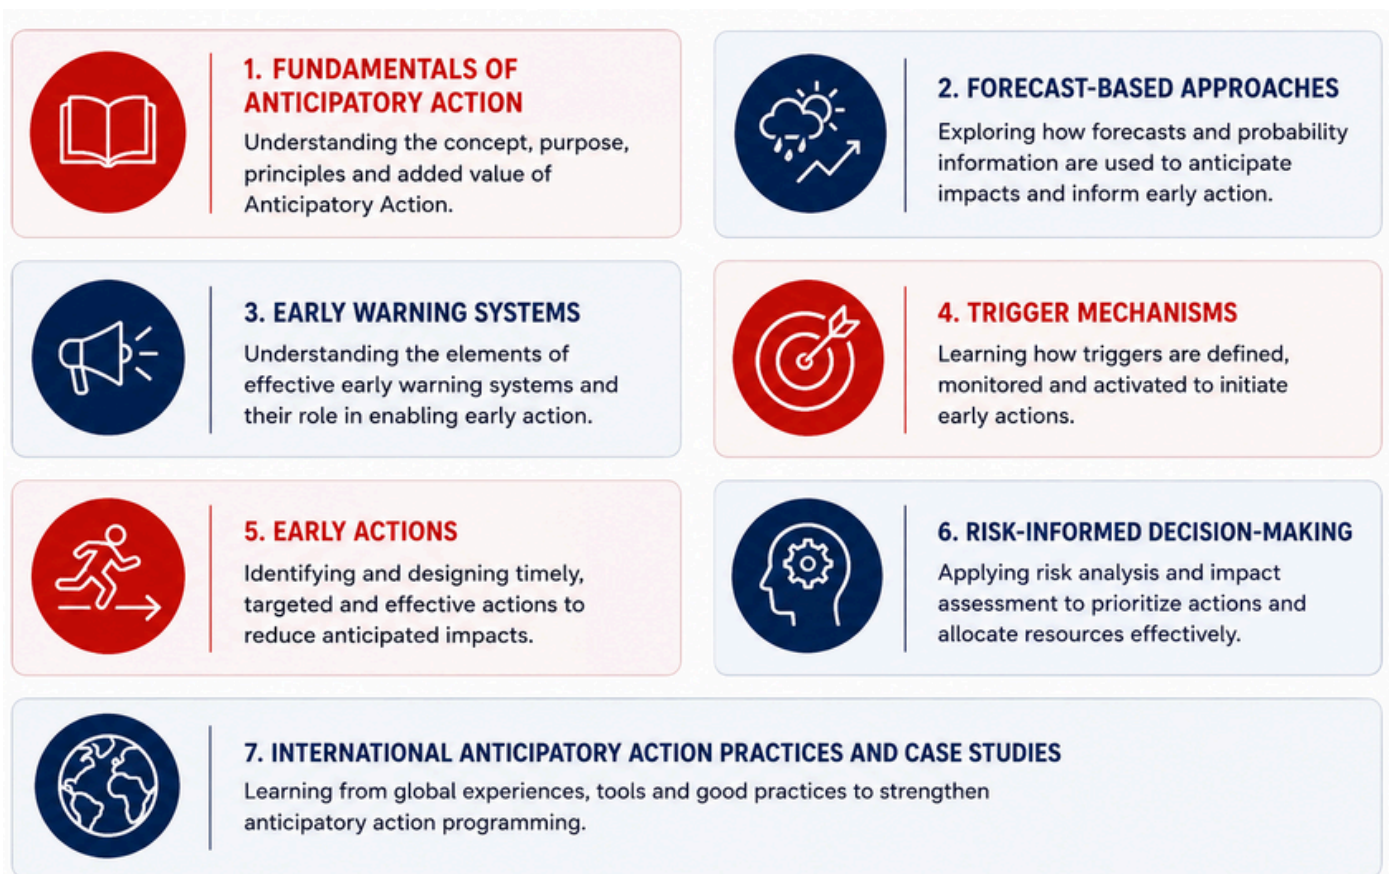 1. FUNDAMENTALS OF
ANTICIPATORY ACTION
Understanding the concept, purpose,
principles and added value of
Anticipatory Action.
2. FORECAST-BASED APPROACHES
Exploring how forecasts and probability
information are used to anticipate
impacts and inform early action.
3. EARLY WARNING SYSTEMS
Understanding the elements of
effective early warning systems and
their role in enabling early action.
4. TRIGGER MECHANISMS
Learning how triggers are defined,
monitored and activated to initiate
early actions.
5. EARLY ACTIONS
Identifying and designing timely,
targeted and effective actions to
reduce anticipated impacts.
6. RISK-INFORMED DECISION-MAKING
Applying risk analysis and impact
assessment to prioritize actions and
allocate resources effectively.
7. INTERNATIONAL ANTICIPATORY ACTION PRACTICES AND CASE STUDIES
Learning from global experiences, tools and good practices to strengthen
anticipatory action programming.